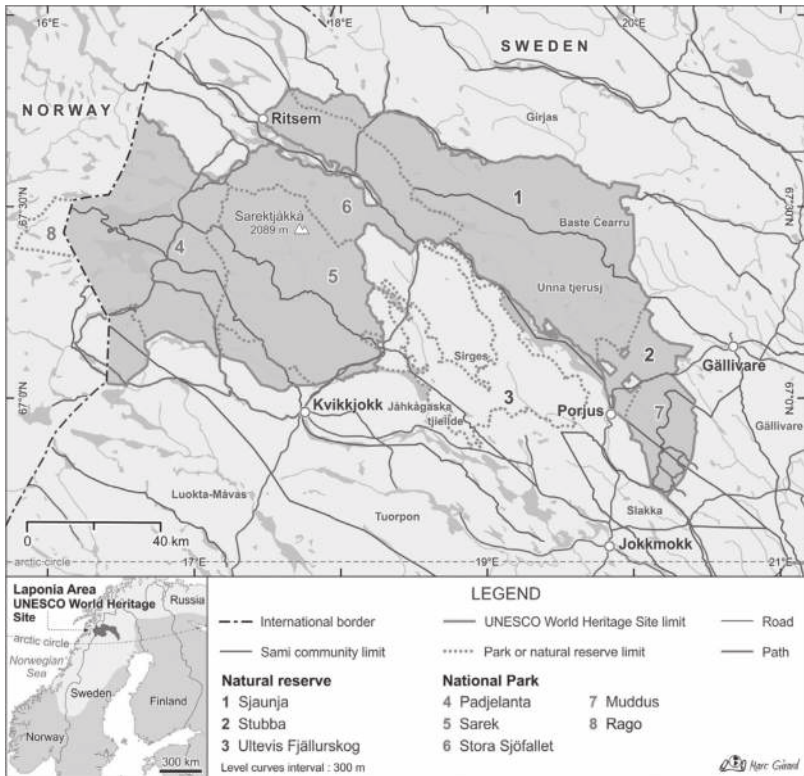 16°E
18°E
20°E
SWEDEN
NORWAY
Ritsem
Girjas
67°30'N
67°30'N
1
6
Sarektjåkkå
2089 m
Baste Čearru
8
4
5
Unna tjerusj
Sirges
2
Gällivare
67°0'N
67°0'N
3
Kvikkjokk
Jåhkågaska
tjiellde
Porjus
7
Gällivare
Luokta-Mávas
Tuorpon
Slakka
0
40 km
Jokkmokk
arctic-circle
17°E
19°E
21°E
Laponia Area
UNESCO World Heritage
Site
Russia
arctic circle
Norwegian
Sea
Sweden
Finland
Norway
300 km
LEGEND
International border
UNESCO World Heritage Site limit
Road
Sami community limit
Park or natural reserve limit
Path
Natural reserve
1 Sjaunja
2 Stubba
3 Ultevis Fjällurskog
Level curves interval : 300 m
National Park
4 Padjelanta
5 Sarek
6 Stora Sjöfallet
7 Muddus
8 Rago
Marc Girard